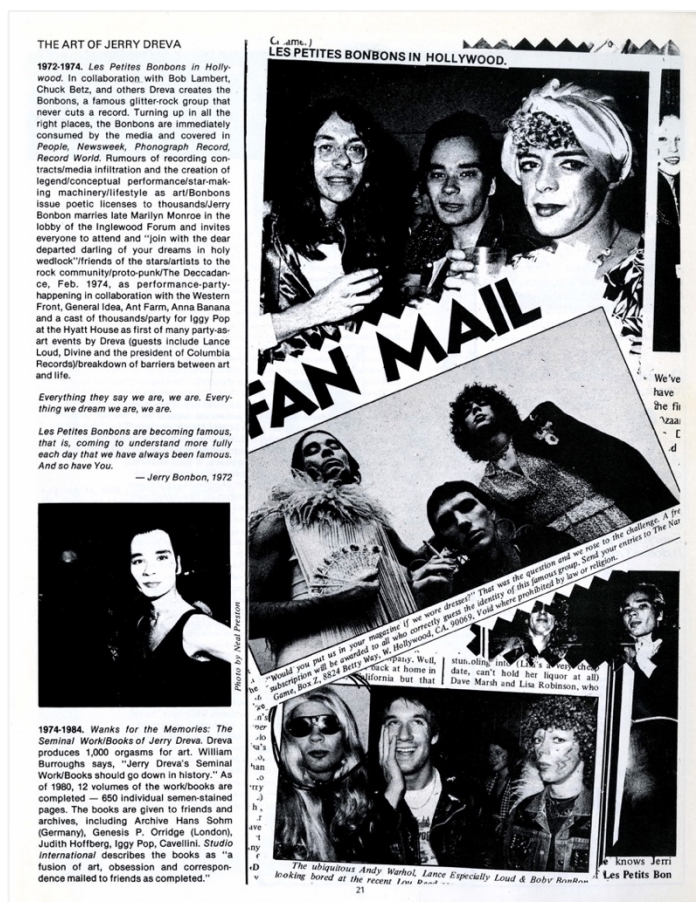 THE ART OF JERRY DREVA
1972-1974. Les Petites Bonbons in Holly-
wood. In collaboration with Bob Lambert,
Chuck Betz, and others Dreva creates the
Bonbons, a famous glitter-rock group that
never cuts a record. Turning up in all the
right places, the Bonbons are immediately
consumed by the media and covered in
People, Newsweek, Phonograph Record,
Record World. Rumours of recording con-
tracts/media infiltration and the creation of
legend/conceptual performance/star-mak-
ing machinery/lifestyle as art/Bonbons
issue poetic licenses to thousands/Jerry
Bonbon marries late Marilyn Monroe in the
lobby of the Inglewood Forum and invites
everyone to attend and "join with the dear
departed darling of your dreams in holy
wedlock"/friends of the stars/artists to the
rock community/proto-punk/The Deccadan-
ce, Feb. 1974, as performance-party-
happening in collaboration with the Western
Front, General Idea, Ant Farm, Anna Banana
and a cast of thousands/party for Iggy Pop
at the Hyatt House as first of many party-as-
art events by Dreva (guests include Lance
Loud, Divine and the president of Columbia
Records)/breakdown of barriers between art
and life.
Everything they say we are, we are. Every-
thing we dream we are, we are.
Les Petites Bonbons are becoming famous,
that is, coming to understand more fully
each day that we have always been famous.
And so have You.
— Jerry Bonbon, 1972
Photo by Neal Preston
1974-1984. Wanks for the Memories: The
Seminal Work/Books of Jerry Dreva. Dreva
produces 1,000 orgasms for art. William
Burroughs says, "Jerry Dreva's Seminal
Work/Books should go down in history." As
of 1980, 12 volumes of the work/books are
completed — 650 individual semen-stained
pages. The books are given to friends and
archives, including Archive Hans Sohm
(Germany), Genesis P. Orridge (London),
Judith Hoffberg, Iggy Pop, Cavellini. Studio
International describes the books as "a
fusion of art, obsession and correspon-
dence mailed to friends as completed."
LES PETITES BONBONS IN HOLLYWOOD.
FAN MAIL
We've
have
the fir
"Would you put us in your magazine if we wore dresses?" That was the question and we rose to the challenge. A fre
subscription will be awarded to all who correctly guess the identity of this famous group. Send your entries to The Nam
Game, Box Z, 8824 Betty Way, W. Hollywood, CA. 90069. Void where prohibited by law or religion.
mpany. Well,
back at home in
lifornia but that
into (Lisa's a very cheap
date, can't hold her liquor at all)
Dave Marsh and Lisa Robinson, who
The ubiquitous Andy Warhol, Lance Especially Loud & Boby BonBon
looking bored at the recent Lou Reed
knows Jerri
Les Petits Bon
21